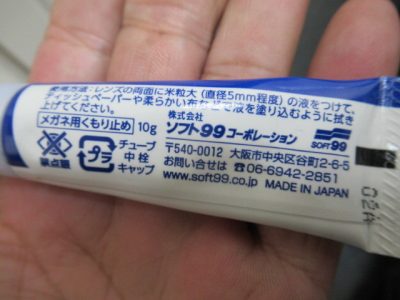 使用方法:レンズの両面に米粒大(直径5mm程度)の液をつけて、
ティッシュペーパーや柔らかい布などで液を塗り込むように拭き
上げてください。
メガネ用くもり止め 10g
株式会社
ソフト99コーポレーション
SOFT99
〒540-0012 大阪市中央区谷町2-6-5
お問い合せ ☎06-6942-2851
www.soft99.co.jp MADE IN JAPAN
火気厳禁
プラ
チューブ
中栓
キャップ